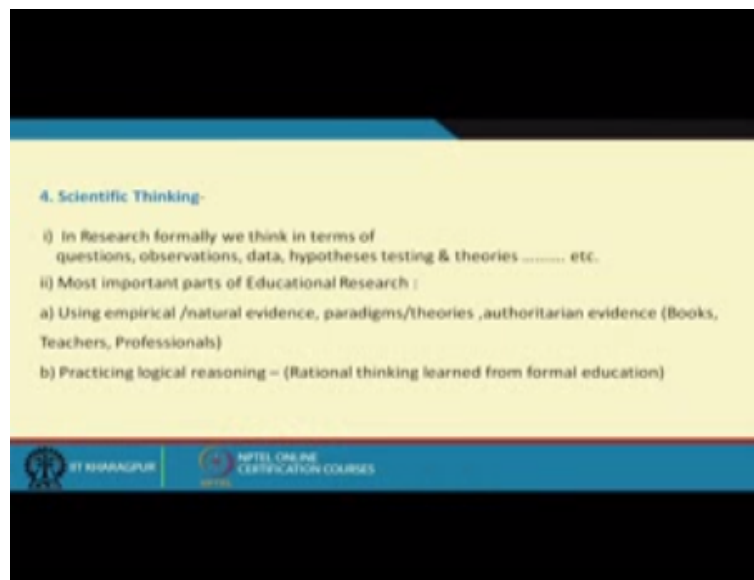 4. Scientific Thinking-
i) In Research formally we think in terms of
questions, observations, data, hypotheses testing & theories ......... etc.
ii) Most important parts of Educational Research :
a) Using empirical /natural evidence, paradigms/theories ,authoritarian evidence (Books,
Teachers, Professionals)
b) Practicing logical reasoning – (Rational thinking learned from formal education)
IIT KHARAGPUR
NPTEL
NPTEL ONLINE
CERTIFICATION COURSES